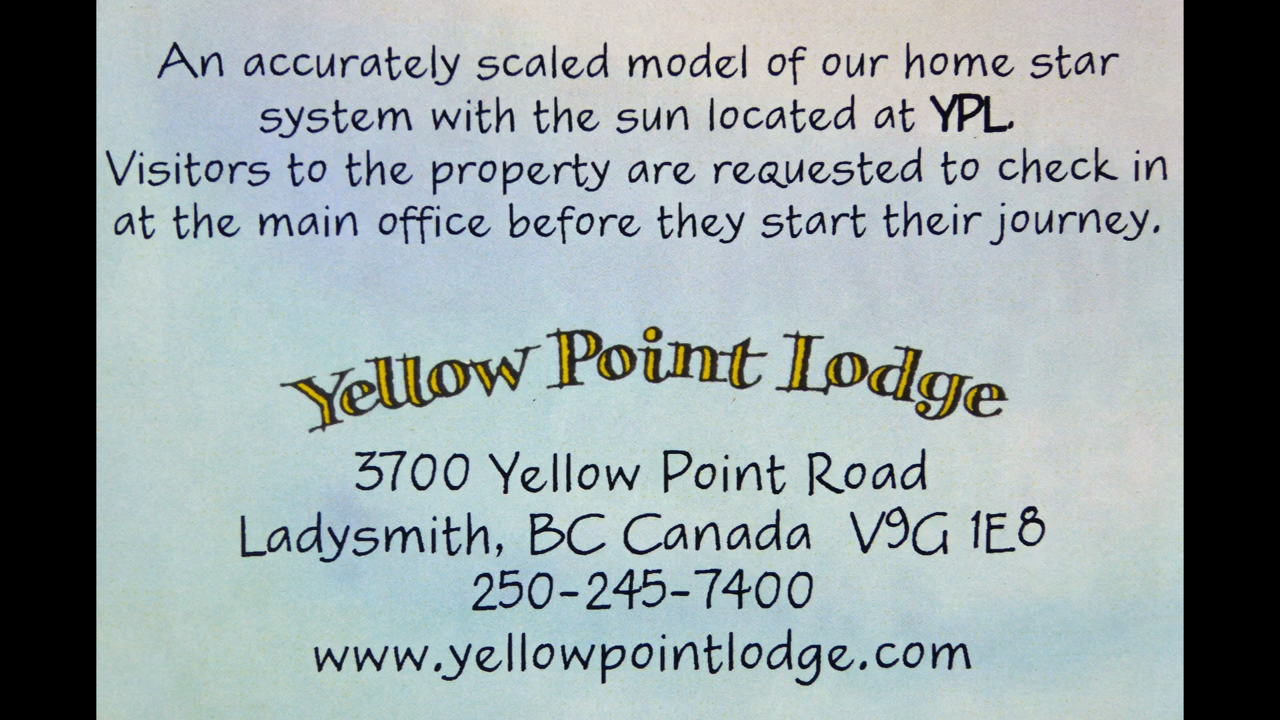 An accurately scaled model of our home star
system with the sun located at YPL.
Visitors to the property are requested to check in
at the main office before they start their journey.
Yellow Point Lodge
3700 Yellow Point Road
Ladysmith, BC Canada V9G 1E8
250-245-7400
www.yellowpointlodge.com